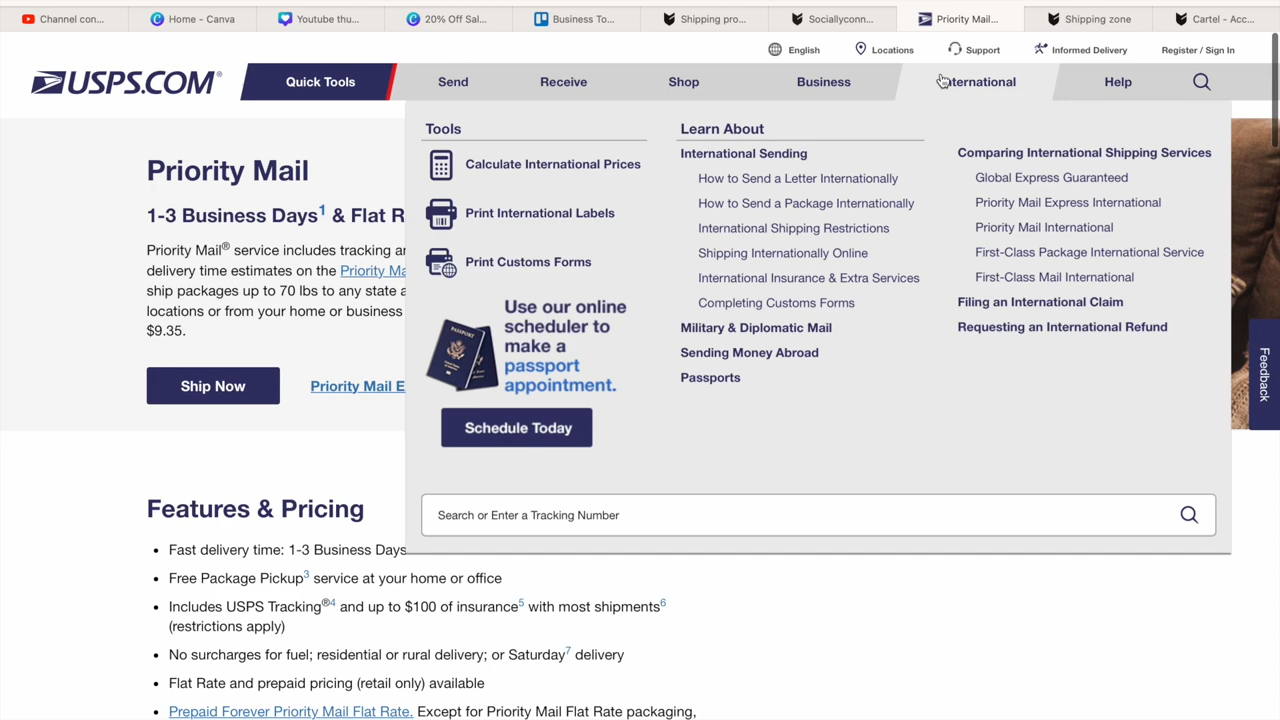 Channel con...
Home - Canva
Youtube thu...
20% Off Sal...
Business To...
Shipping pro...
Sociallyconn...
Priority Mail...
Shipping zone
Cartel - Acc...
English
Locations
Support
Informed Delivery
Register / Sign In
USPS.COM®
Quick Tools
Send
Receive
Shop
Business
International
Help
Tools
Calculate International Prices
Print International Labels
Print Customs Forms
PASSPORT
Use our online
scheduler to
make a
passport
appointment.
Schedule Today
Learn About
International Sending
How to Send a Letter Internationally
How to Send a Package Internationally
International Shipping Restrictions
Shipping Internationally Online
International Insurance & Extra Services
Completing Customs Forms
Military & Diplomatic Mail
Sending Money Abroad
Passports
Comparing International Shipping Services
Global Express Guaranteed
Priority Mail Express International
Priority Mail International
First-Class Package International Service
First-Class Mail International
Filing an International Claim
Requesting an International Refund
Search or Enter a Tracking Number
Priority Mail
1-3 Business Days1 & Flat R
Priority Mail® service includes tracking
delivery time estimates on the Priority Ma
ship packages up to 70 lbs to any state a
locations or from your home or business
$9.35.
Ship Now
Priority Mail E
Feedback
Features & Pricing
• Fast delivery time: 1-3 Business Days
• Free Package Pickup3 service at your home or office
• Includes USPS Tracking®4 and up to $100 of insurance5 with most shipments6
(restrictions apply)
• No surcharges for fuel; residential or rural delivery; or Saturday7 delivery
• Flat Rate and prepaid pricing (retail only) available
• Prepaid Forever Priority Mail Flat Rate. Except for Priority Mail Flat Rate packaging,